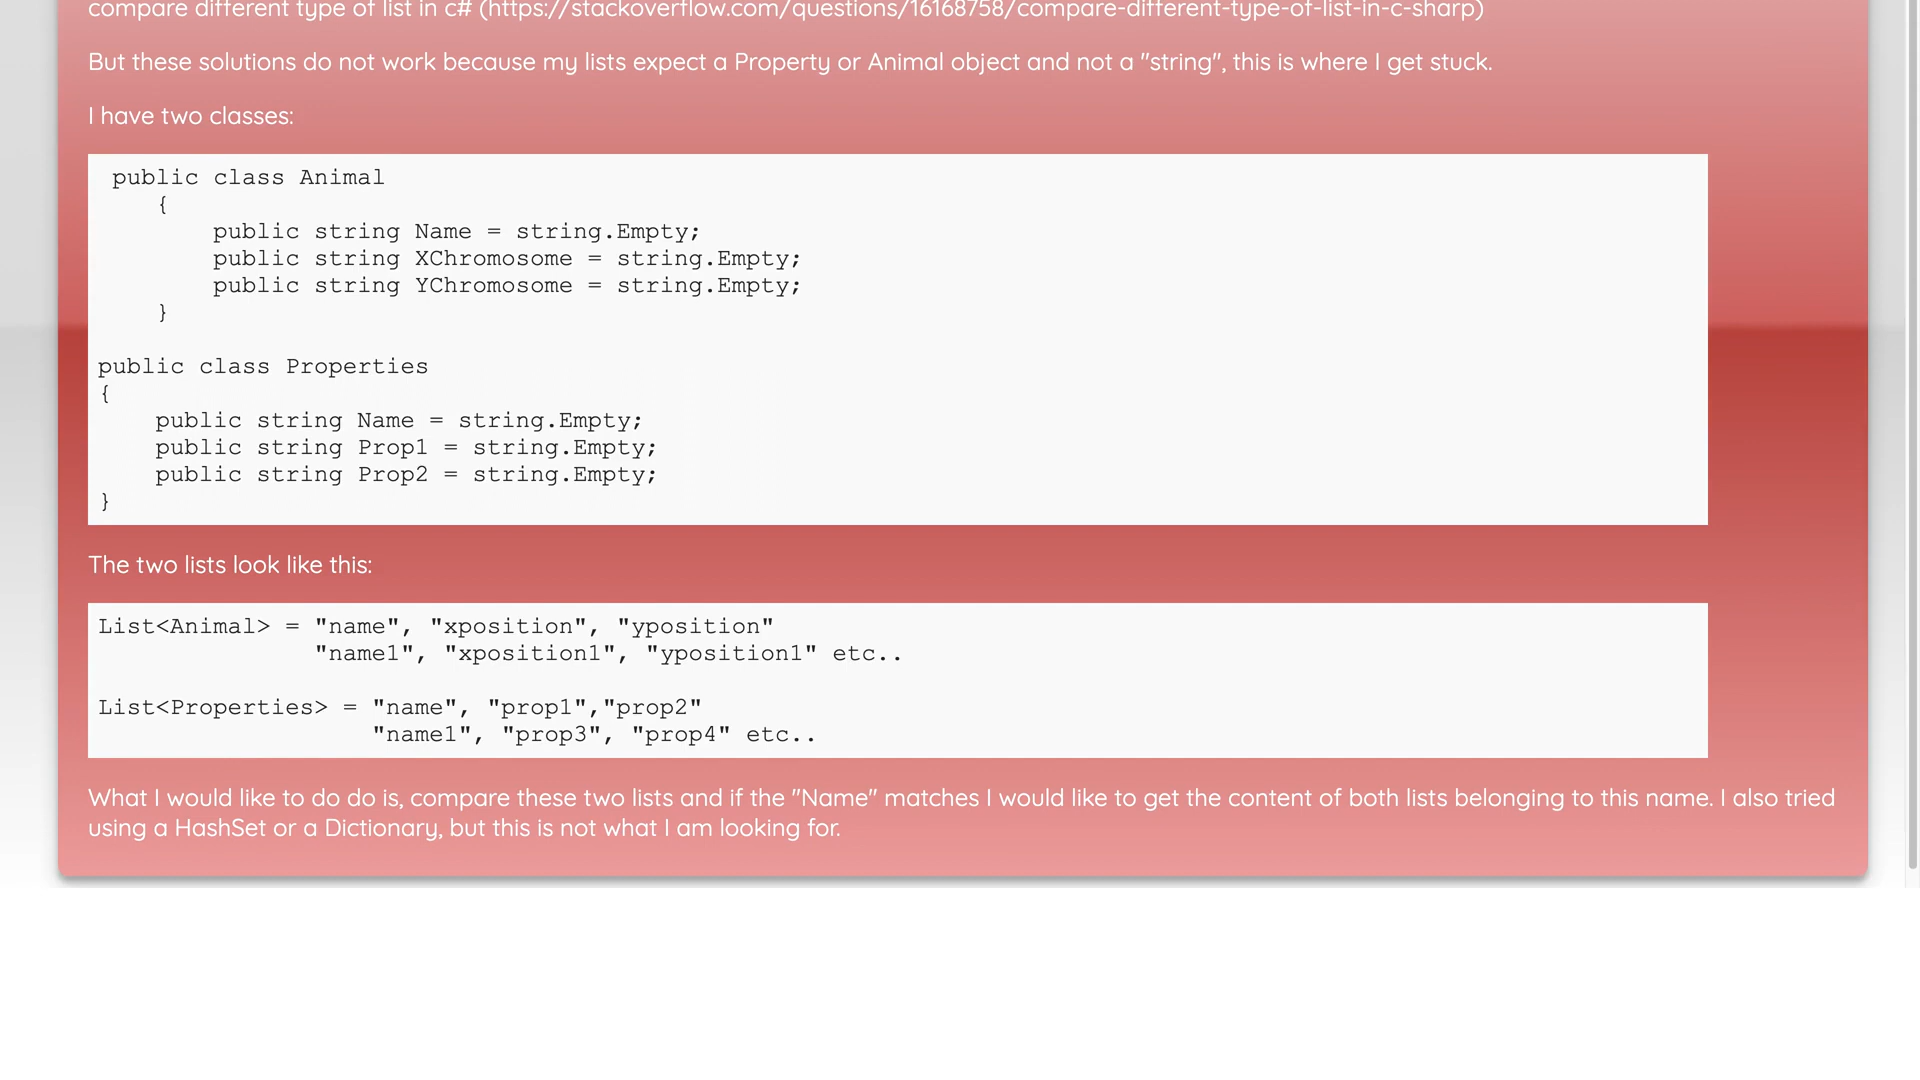 compare different type of list in c# (https://stackoverflow.com/questions/16168758/compare-different-type-of-list-in-c-sharp)
But these solutions do not work because my lists expect a Property or Animal object and not a "string", this is where I get stuck.
I have two classes:
public class Animal
{
public string Name = string.Empty;
public string XChromosome = string.Empty;
public string YChromosome = string.Empty;
}
public class Properties
{
public string Name = string.Empty;
public string Prop1 = string.Empty;
public string Prop2 = string.Empty;
}
The two lists look like this:
List<Animal> = "name", "xposition", "yposition"
"name1", "xposition1", "yposition1" etc..
List<Properties> = "name", "prop1","prop2"
"name1", "prop3", "prop4" etc..
What I would like to do do is, compare these two lists and if the "Name" matches I would like to get the content of both lists belonging to this name. I also tried
using a HashSet or a Dictionary, but this is not what I am looking for.